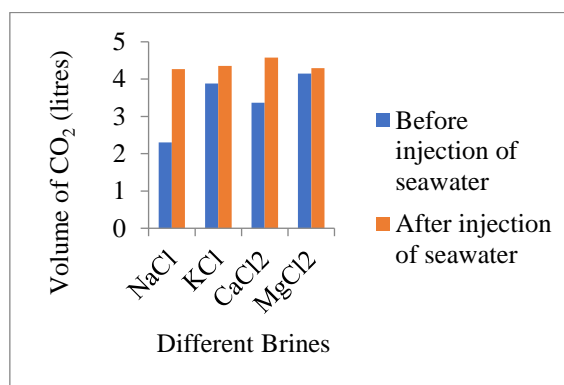 Volume of CO₂ (litres)
5
4
3
2
1
0
NaCl
KCl
CaCl2
MgCl2
Different Brines
Before
injection of
seawater
After injection
of seawater